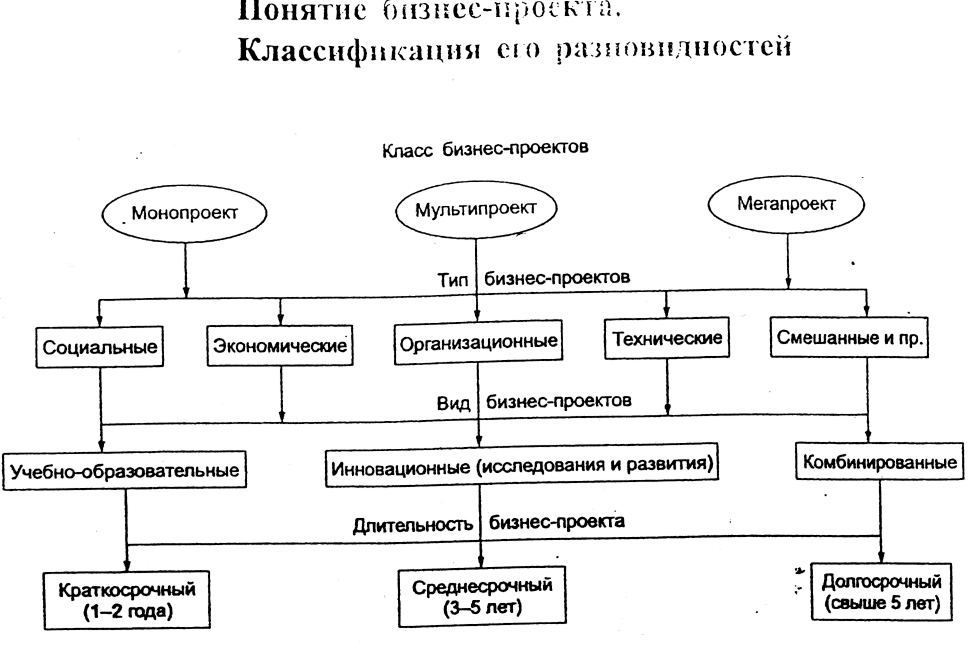 Понятие бизнес-проекта.
Классификация его разновидностей
Класс бизнес-проектов
Монопроект
Мультипроект
Мегапроект
Тип бизнес-проектов
Социальные
Экономические
Организационные
Технические
Смешанные и пр.
Вид бизнес-проектов
Учебно-образовательные
Инновационные (исследования и развития)
Комбинированные
Длительность бизнес-проекта
Краткосрочный
(1–2 года)
Среднесрочный
(3–5 лет)
Долгосрочный
(свыше 5 лет)